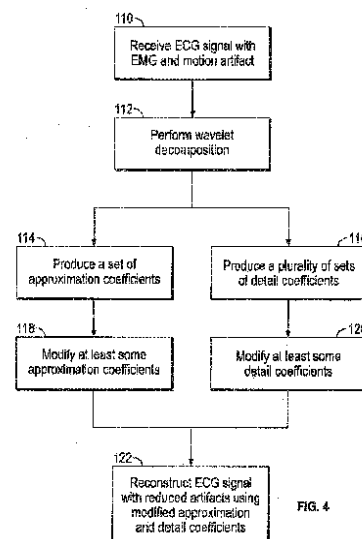 110
Receive ECG signal with
EMG and motion artifact
112
Perform wavelet
decomposition
114
Produce a set of
approximation coefficients
Produce a plurality of sets
of detail coefficients
118
Modify at least some
approximation coefficients
Modify at least some
detail coefficients
122
Reconstruct ECG signal
with reduced artifacts using
modified approximation
and detail coefficients
FIG. 4